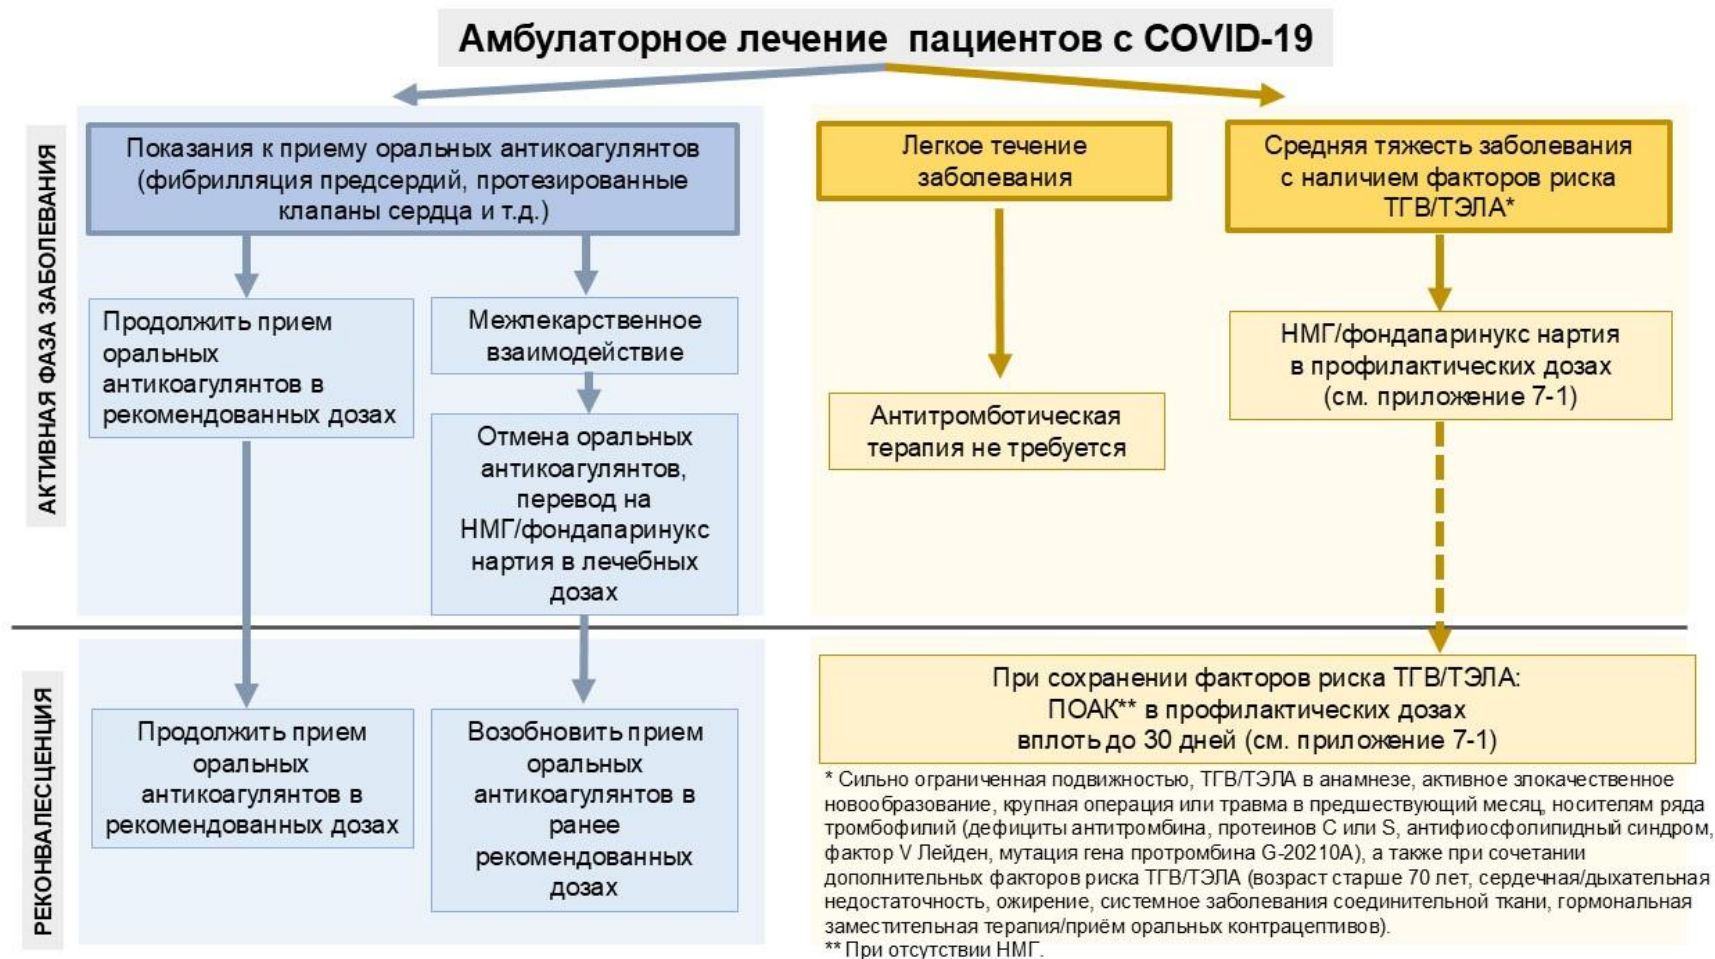 Амбулаторное лечение пациентов с COVID-19
АКТИВНАЯ ФАЗА ЗАБОЛЕВАНИЯ
Показания к приему оральных антикоагулянтов
(фибрилляция предсердий, протезированные
клапаны сердца и т.д.)
Продолжить прием
оральных
антикоагулянтов в
рекомендованных дозах
Межлекарственное
взаимодействие
Отмена оральных
антикоагулянтов,
перевод на
НМГ/фондапаринукс
нартия в лечебных
дозах
Легкое течение
заболевания
Антитромботическая
терапия не требуется
Средняя тяжесть заболевания
с наличием факторов риска
ТГВ/ТЭЛА*
НМГ/фондапаринукс нартия
в профилактических дозах
(см. приложение 7-1)
РЕКОНВАЛЕСЦЕНЦИЯ
Продолжить прием
оральных
антикоагулянтов в
рекомендованных дозах
Возобновить прием
оральных
антикоагулянтов в
ранее
рекомендованных
дозах
При сохранении факторов риска ТГВ/ТЭЛА:
ПОАК** в профилактических дозах
вплоть до 30 дней (см. приложение 7-1)
* Сильно ограниченная подвижностью, ТГВ/ТЭЛА в анамнезе, активное злокачественное
новообразование, крупная операция или травма в предшествующий месяц, носителям ряда
тромбофилий (дефициты антитромбина, протеинов С или S, антифиосфолипидный синдром,
фактор V Лейден, мутация гена протромбина G-20210A), а также при сочетании
дополнительных факторов риска ТГВ/ТЭЛА (возраст старше 70 лет, сердечная/дыхательная
недостаточность, ожирение, системное заболевания соединительной ткани, гормональная
заместительная терапия/приём оральных контрацептивов).
** При отсутствии НМГ.